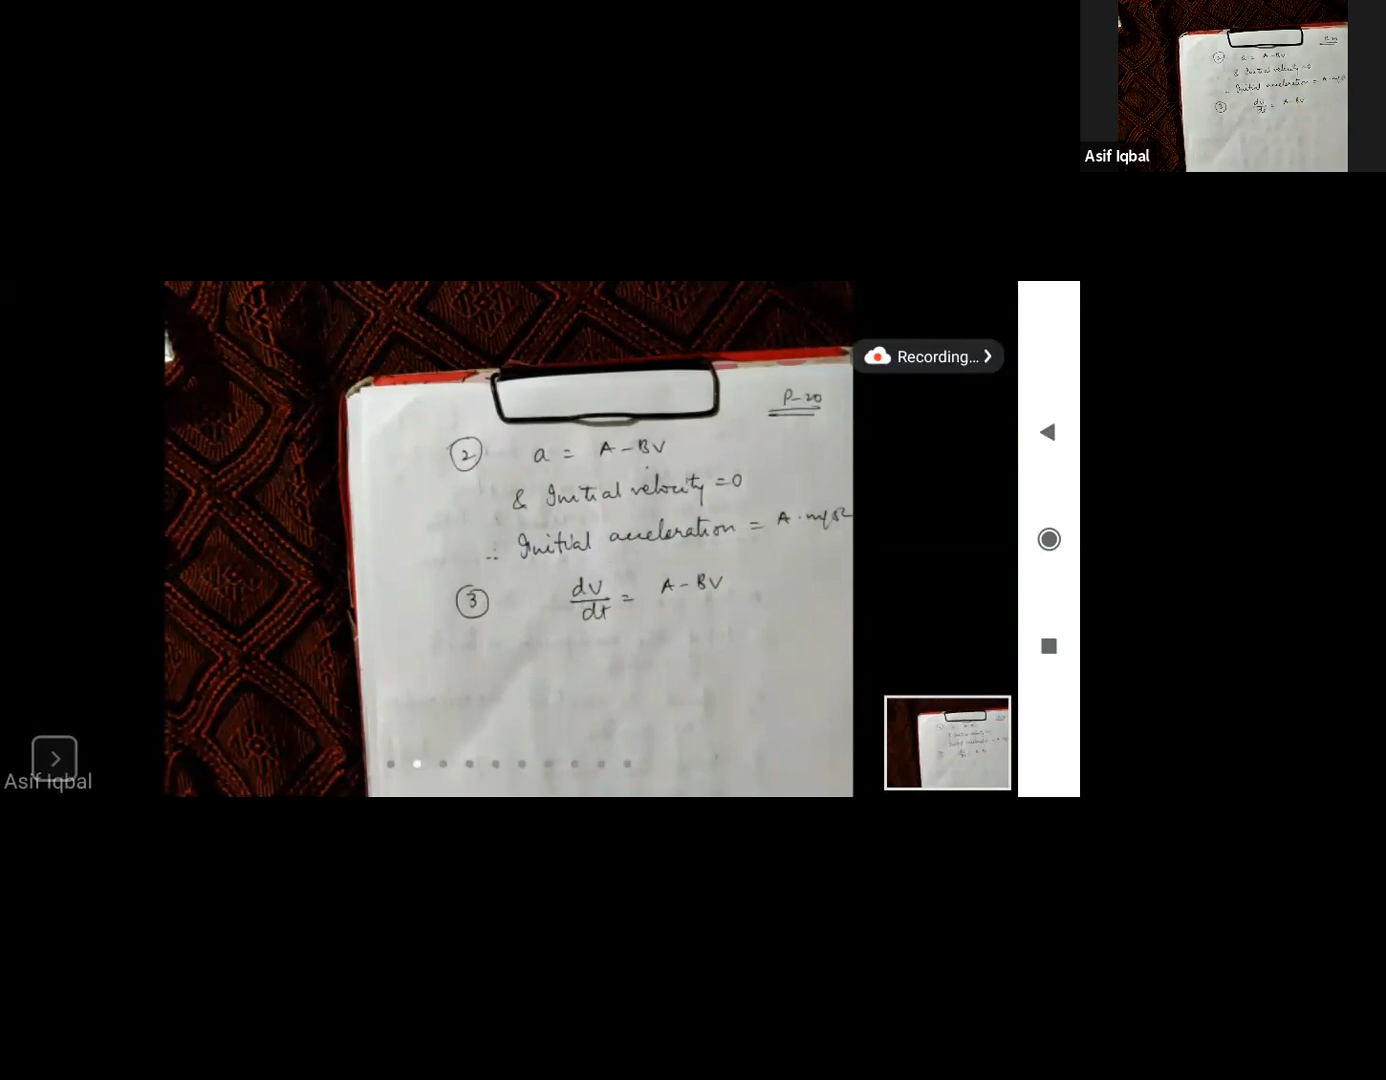 Asif Iqbal
Recording...
P-20
2 a = A - BV
& Initial velocity = 0
∴ Initial acceleration = A m/s2
3 dv/dt = A - BV
Asif Iqbal